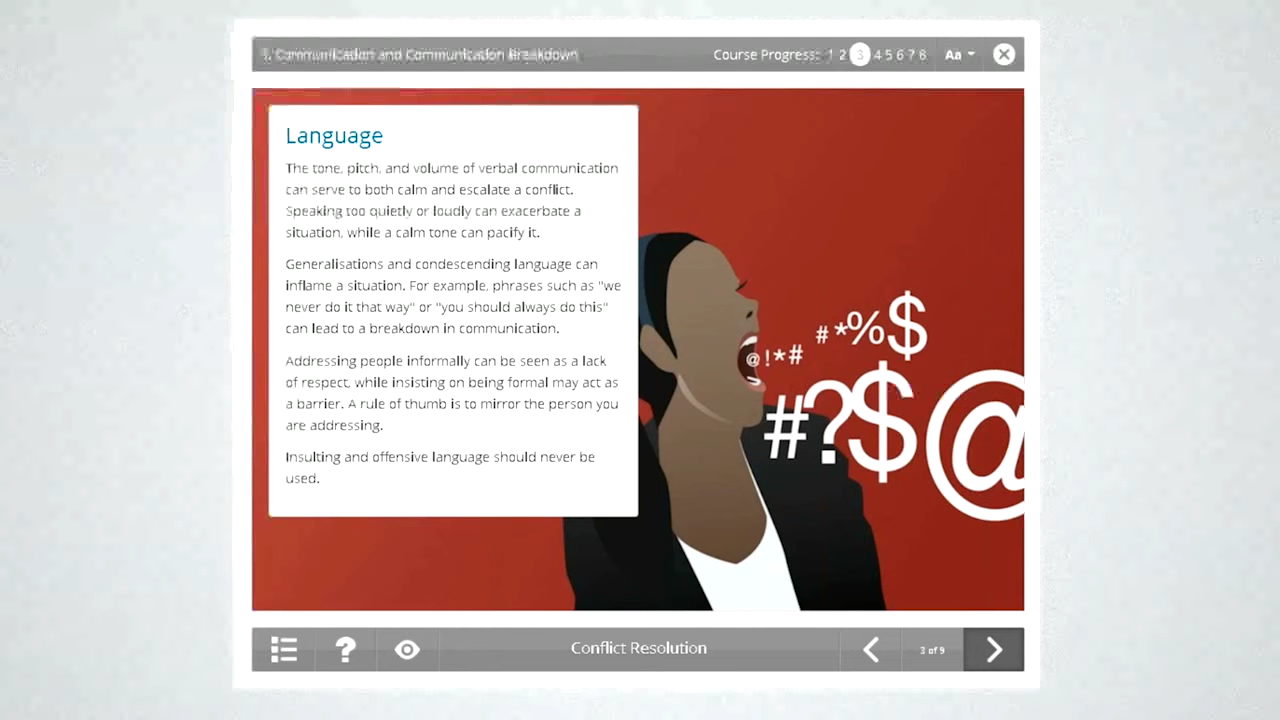 1. Communication and Communication Breakdown
Course Progress: 1 2 3 4 5 6 7 8
Aa
Language
The tone, pitch, and volume of verbal communication
can serve to both calm and escalate a conflict.
Speaking too quietly or loudly can exacerbate a
situation, while a calm tone can pacify it.
Generalisations and condescending language can
inflame a situation. For example, phrases such as "we
never do it that way" or "you should always do this"
can lead to a breakdown in communication.
Addressing people informally can be seen as a lack
of respect, while insisting on being formal may act as
a barrier. A rule of thumb is to mirror the person you
are addressing.
Insulting and offensive language should never be
used.
#*%$
@!*#
#?$@
?
Conflict Resolution
3 of 9